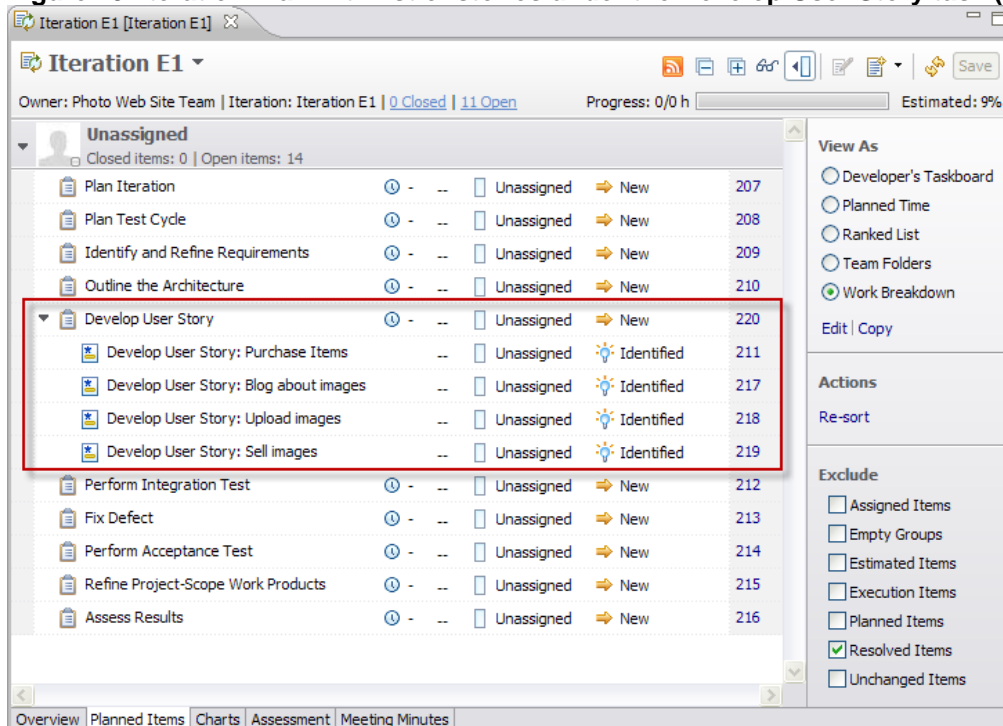 Iteration E1 [Iteration E1]
Iteration E1
Save
Owner: Photo Web Site Team | Iteration: Iteration E1 | 0 Closed | 11 Open Progress: 0/0 h Estimated: 9%
Unassigned
Closed items: 0 | Open items: 14
Plan Iteration - -- Unassigned New 207
Plan Test Cycle - -- Unassigned New 208
Identify and Refine Requirements - -- Unassigned New 209
Outline the Architecture - -- Unassigned New 210
Develop User Story - -- Unassigned New 220
Develop User Story: Purchase Items -- Unassigned Identified 211
Develop User Story: Blog about images -- Unassigned Identified 217
Develop User Story: Upload images -- Unassigned Identified 218
Develop User Story: Sell images -- Unassigned Identified 219
Perform Integration Test - -- Unassigned New 212
Fix Defect - -- Unassigned New 213
Perform Acceptance Test - -- Unassigned New 214
Refine Project-Scope Work Products - -- Unassigned New 215
Assess Results - -- Unassigned New 216
View As
Developer's Taskboard
Planned Time
Ranked List
Team Folders
Work Breakdown
Edit | Copy
Actions
Re-sort
Exclude
Assigned Items
Empty Groups
Estimated Items
Execution Items
Planned Items
Resolved Items
Unchanged Items
Overview Planned Items Charts Assessment Meeting Minutes